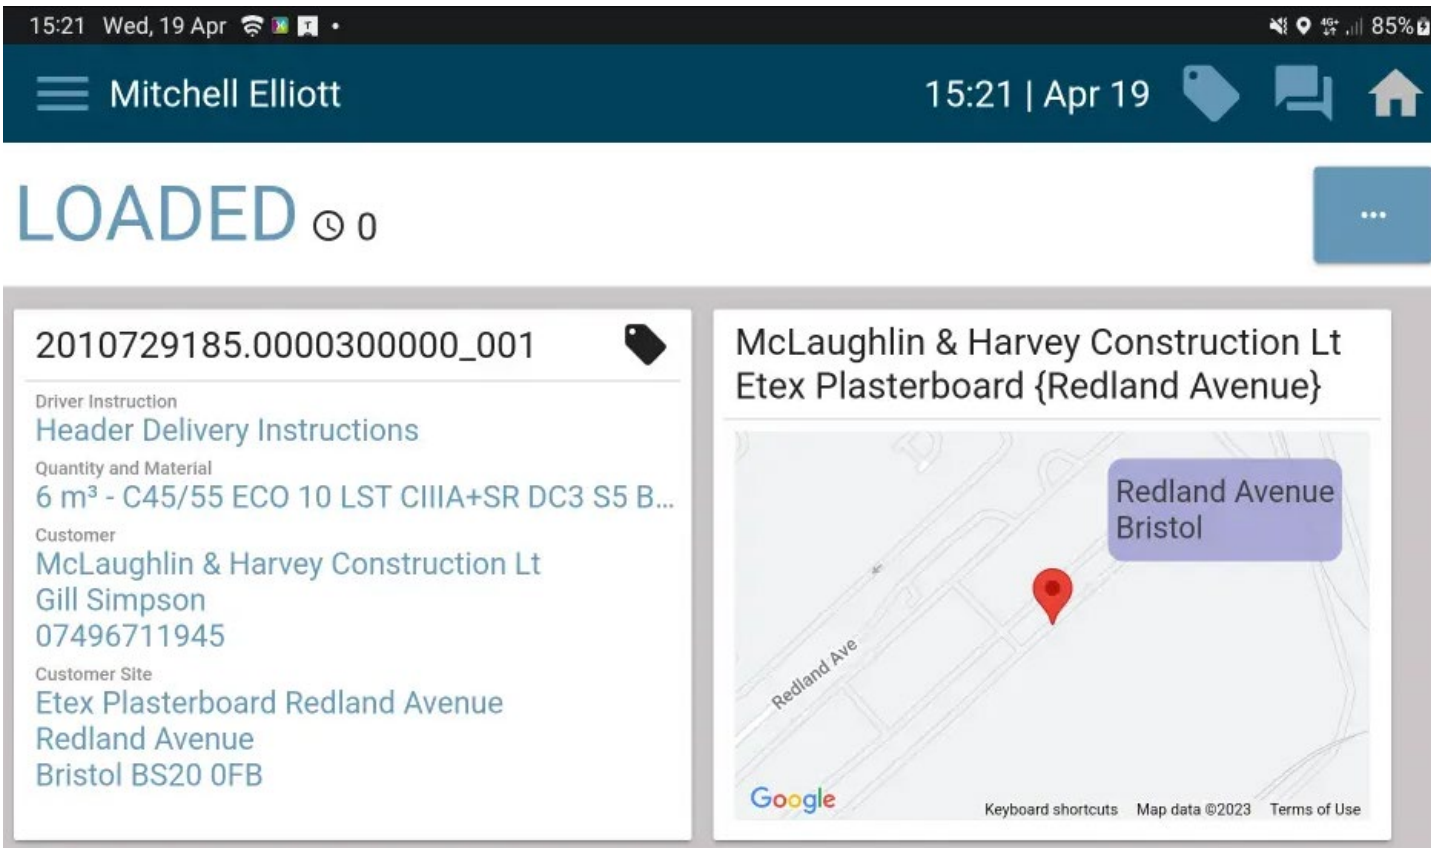 15:21 Wed, 19 Apr
85%
Mitchell Elliott
15:21 | Apr 19
LOADED 0
...
2010729185.0000300000_001
Driver Instruction
Header Delivery Instructions
Quantity and Material
6 m³ - C45/55 ECO 10 LST CIIIA+SR DC3 S5 B...
Customer
McLaughlin & Harvey Construction Lt
Gill Simpson
07496711945
Customer Site
Etex Plasterboard Redland Avenue
Redland Avenue
Bristol BS20 0FB
McLaughlin & Harvey Construction Lt
Etex Plasterboard {Redland Avenue}
Redland Avenue
Bristol
Redland Ave
Google
Keyboard shortcuts Map data ©2023 Terms of Use